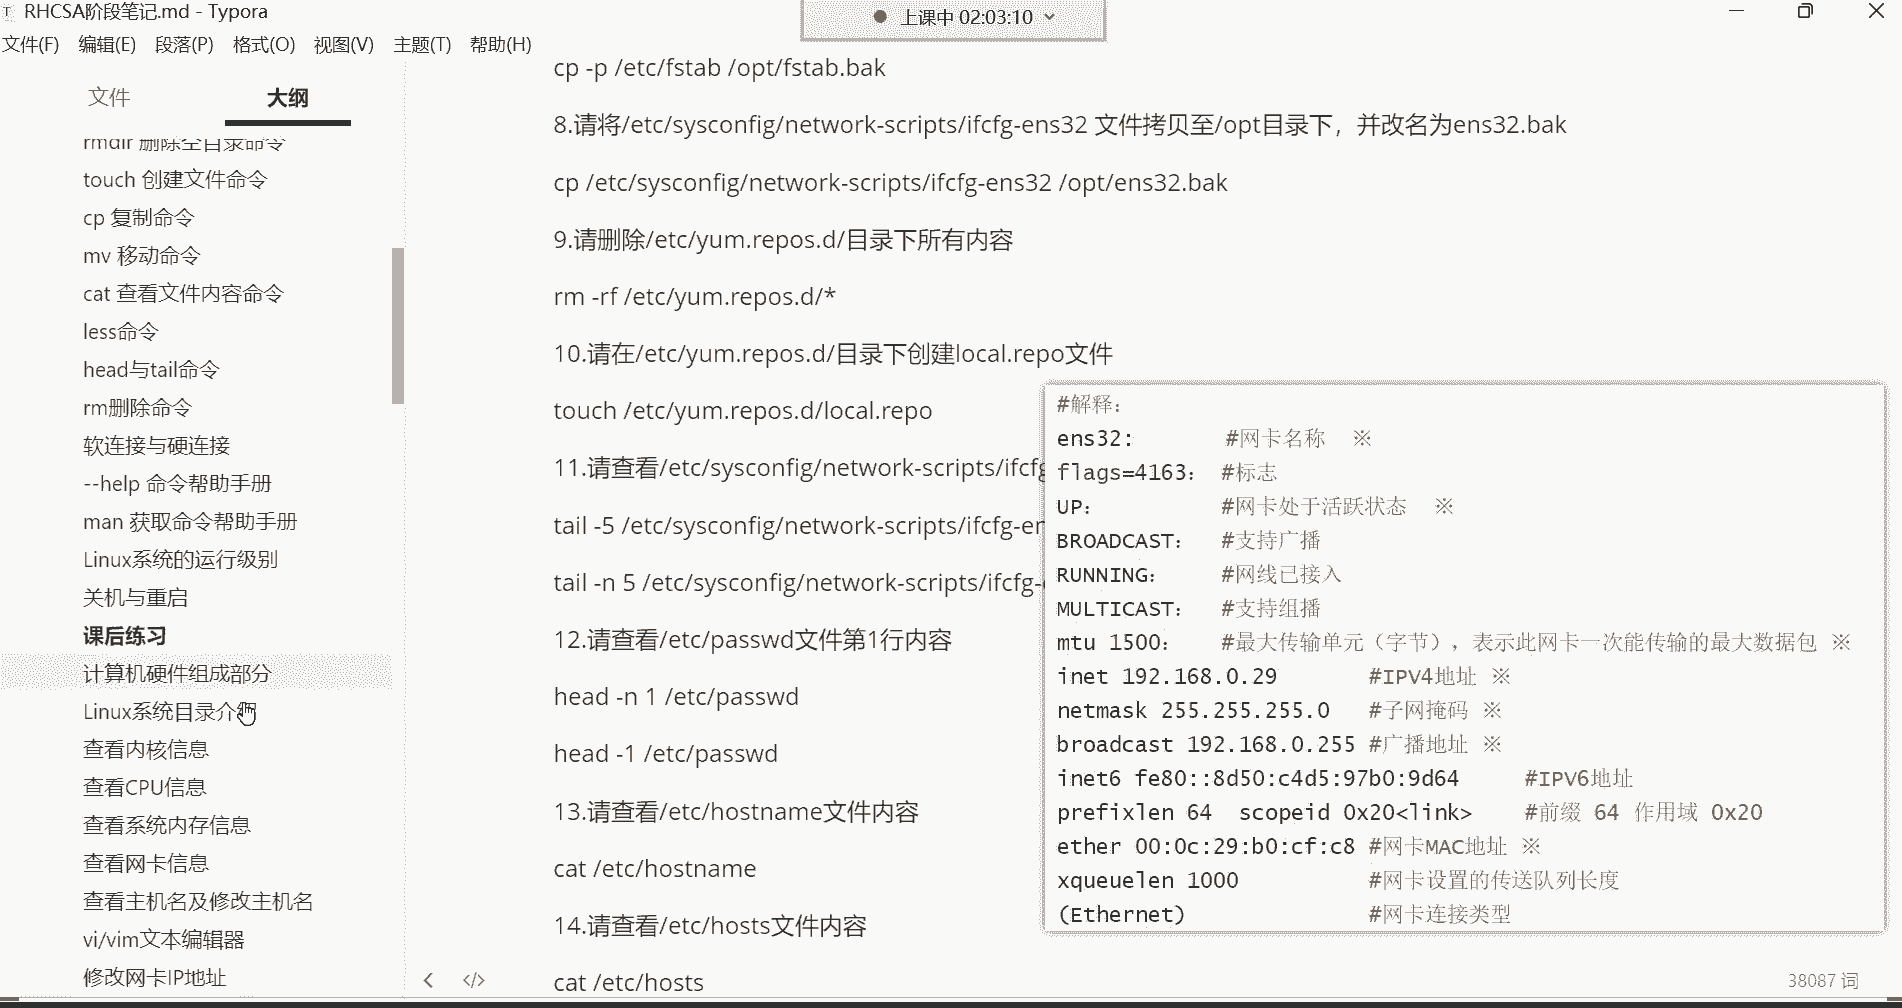 RHCSA阶段笔记.md - Typora
上课中 02:03:10
文件(F) 编辑(E) 段落(P) 格式(O) 视图(V) 主题(T) 帮助(H)
文件 大纲
rmdir 删除空目录命令
touch 创建文件命令
cp 复制命令
mv 移动命令
cat 查看文件内容命令
less命令
head与tail命令
rm删除命令
软连接与硬连接
--help 命令帮助手册
man 获取命令帮助手册
Linux系统的运行级别
关机与重启
课后练习
计算机硬件组成部分
Linux系统目录介
查看内核信息
查看CPU信息
查看系统内存信息
查看网卡信息
查看主机名及修改主机名
vi/vim文本编辑器
修改网卡IP地址
cp -p /etc/fstab /opt/fstab.bak
8.请将/etc/sysconfig/network-scripts/ifcfg-ens32 文件拷贝至/opt目录下，并改名为ens32.bak
cp /etc/sysconfig/network-scripts/ifcfg-ens32 /opt/ens32.bak
9.请删除/etc/yum.repos.d/目录下所有内容
rm -rf /etc/yum.repos.d/*
10.请在/etc/yum.repos.d/目录下创建local.repo文件
touch /etc/yum.repos.d/local.repo
11.请查看/etc/sysconfig/network-scripts/ifcfg
tail -5 /etc/sysconfig/network-scripts/ifcfg-en
tail -n 5 /etc/sysconfig/network-scripts/ifcfg-
12.请查看/etc/passwd文件第1行内容
head -n 1 /etc/passwd
head -1 /etc/passwd
13.请查看/etc/hostname文件内容
cat /etc/hostname
14.请查看/etc/hosts文件内容
cat /etc/hosts
#解释：
ens32: #网卡名称 ※
flags=4163： #标志
UP： #网卡处于活跃状态 ※
BROADCAST： #支持广播
RUNNING： #网线已接入
MULTICAST： #支持组播
mtu 1500： #最大传输单元（字节），表示此网卡一次能传输的最大数据包 ※
inet 192.168.0.29 #IPV4地址 ※
netmask 255.255.255.0 #子网掩码 ※
broadcast 192.168.0.255 #广播地址 ※
inet6 fe80::8d50:c4d5:97b0:9d64 #IPV6地址
prefixlen 64 scopeid 0x20<link> #前缀 64 作用域 0x20
ether 00:0c:29:b0:cf:c8 #网卡MAC地址 ※
xqueuelen 1000 #网卡设置的传送队列长度
(Ethernet) #网卡连接类型
38087 词